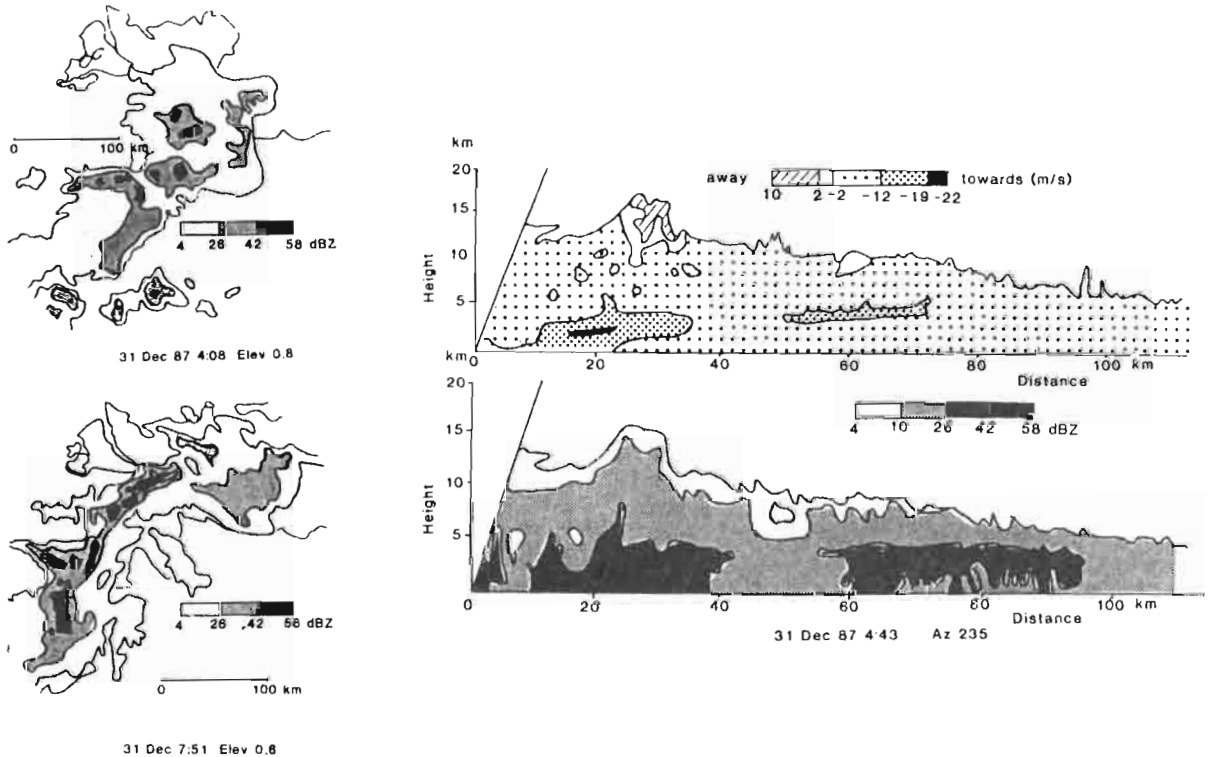 0 100 km
4 26 42 58 dBZ
31 Dec 87 4:08 Elev 0.8
4 26 .42 58 dBZ
0 100 km
31 Dec 7:51 Elev 0.6
km
20
15
10
5
km
Height
away towards (m/s)
10 2 -2 -12 -19 -22
0 20 40 60 80 100 km
Distance
4 10 26 42 58 dBZ
20
15
10
5
Height
0 20 40 60 80 100 km
Distance
31 Dec 87 4:43 Az 235